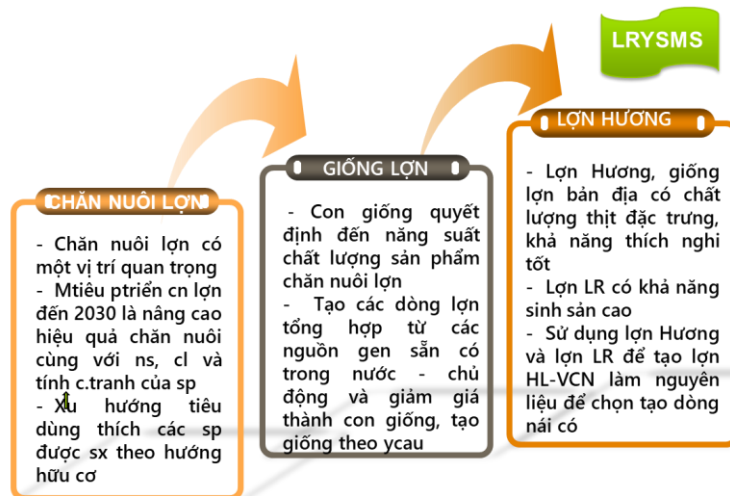 LRYSMS
CHĂN NUÔI LỢN
- Chăn nuôi lợn có
một vị trí quan trọng
- Mtiêu ptriển cn lợn
đến 2030 là nâng cao
hiệu quả chăn nuôi
cùng với ns, cl và
tính c.tranh của sp
- Xu hướng tiêu
dùng thích các sp
được sx theo hướng
hữu cơ
GIỐNG LỢN
- Con giống quyết
định đến năng suất
chất lượng sản phẩm
chăn nuôi lợn
- Tạo các dòng lợn
tổng hợp từ các
nguồn gen sẵn có
trong nước - chủ
động và giảm giá
thành con giống, tạo
giống theo ycau
LỢN HƯƠNG
- Lợn Hương, giống
lợn bản địa có chất
lượng thịt đặc trưng,
khả năng thích nghi
tốt
- Lợn LR có khả năng
sinh sản cao
- Sử dụng lợn Hương
và lợn LR để tạo lợn
HL-VCN làm nguyên
liệu để chọn tạo dòng
nái có